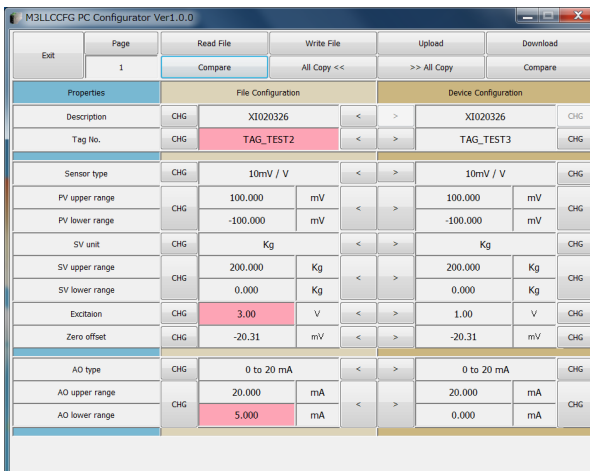 M3LLCCFG PC Configurator Ver1.0.0
Exit Page Read File Write File Upload Download
1 Compare All Copy << >> All Copy Compare
Properties File Configuration Device Configuration
Description CHG XI020326 < > XI020326 CHG
Tag No. CHG TAG_TEST2 < > TAG_TEST3 CHG
Sensor type CHG 10mV / V < > 10mV / V CHG
PV upper range CHG 100.000 mV < > 100.000 mV CHG
PV lower range -100.000 mV -100.000 mV
SV unit CHG Kg < > Kg CHG
SV upper range CHG 200.000 Kg < > 200.000 Kg CHG
SV lower range 0.000 Kg 0.000 Kg
Excitaion CHG 3.00 V < > 1.00 V CHG
Zero offset CHG -20.31 mV < > -20.31 mV CHG
AO type CHG 0 to 20 mA < > 0 to 20 mA CHG
AO upper range CHG 20.000 mA < > 20.000 mA CHG
AO lower range 5.000 mA 0.000 mA